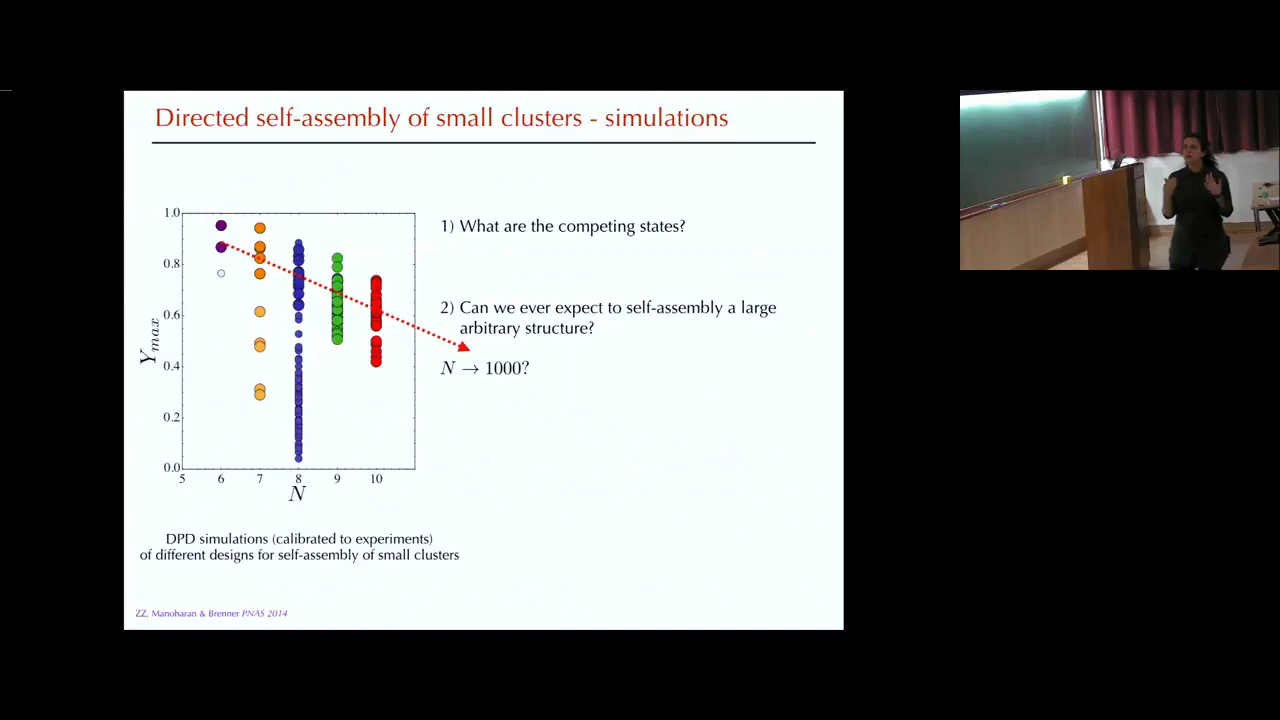 Directed self-assembly of small clusters - simulations
1.0
0.8
0.6
0.4
0.2
0.0
Ymax
5 6 7 8 9 10
N
1) What are the competing states?
2) Can we ever expect to self-assembly a large
arbitrary structure?
N → 1000?
DPD simulations (calibrated to experiments)
of different designs for self-assembly of small clusters
ZZ, Manoharan & Brenner PNAS 2014